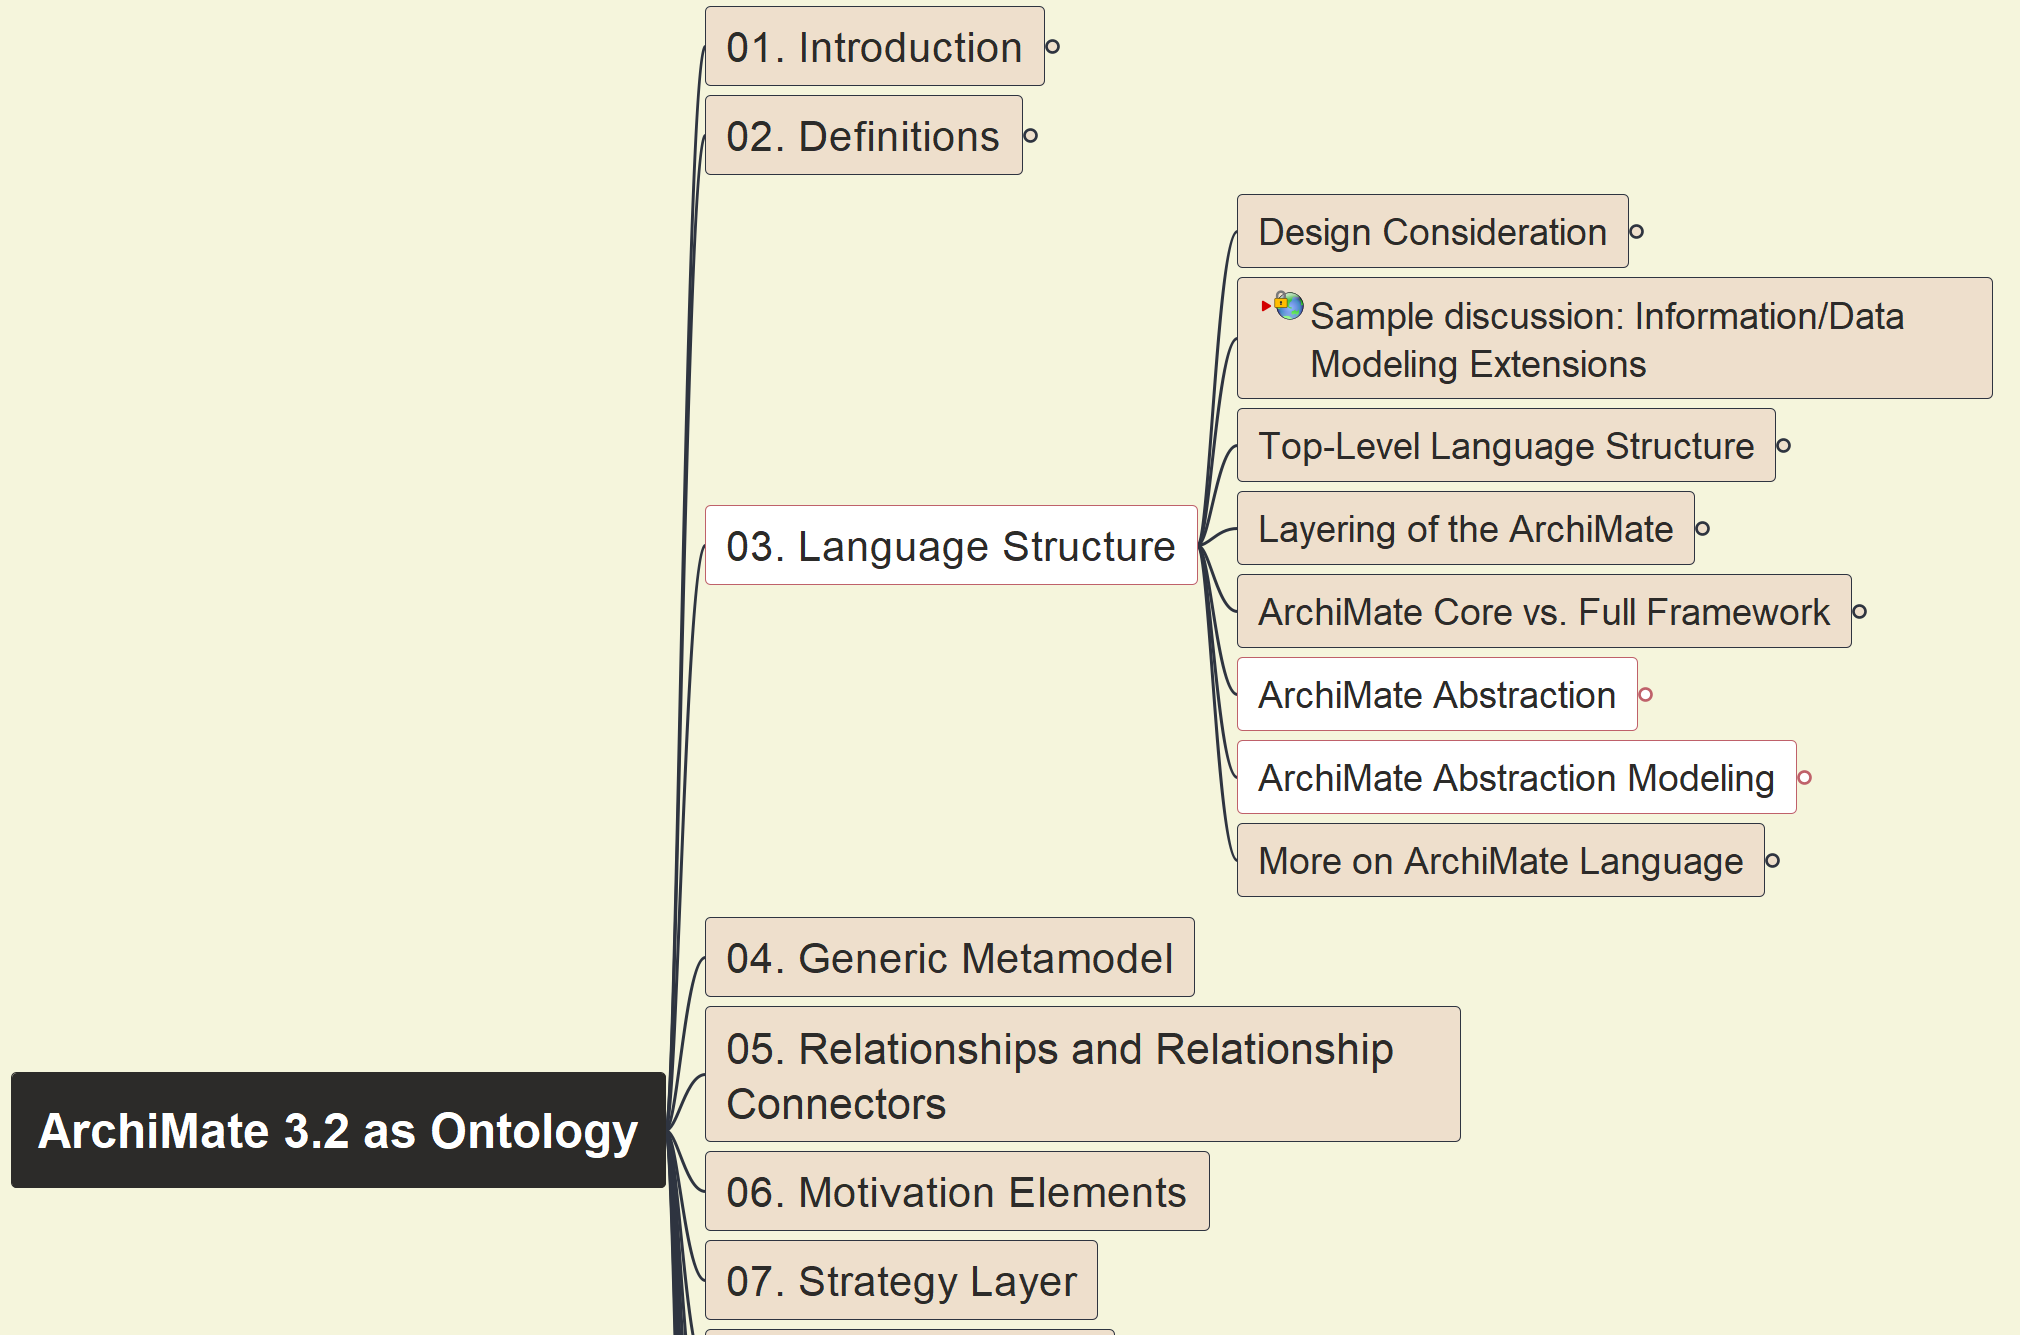 01. Introduction
02. Definitions
Design Consideration
Sample discussion: Information/Data
Modeling Extensions
Top-Level Language Structure
Layering of the ArchiMate
03. Language Structure
ArchiMate Core vs. Full Framework
ArchiMate Abstraction
ArchiMate Abstraction Modeling
More on ArchiMate Language
04. Generic Metamodel
05. Relationships and Relationship
Connectors
ArchiMate 3.2 as Ontology
06. Motivation Elements
07. Strategy Layer